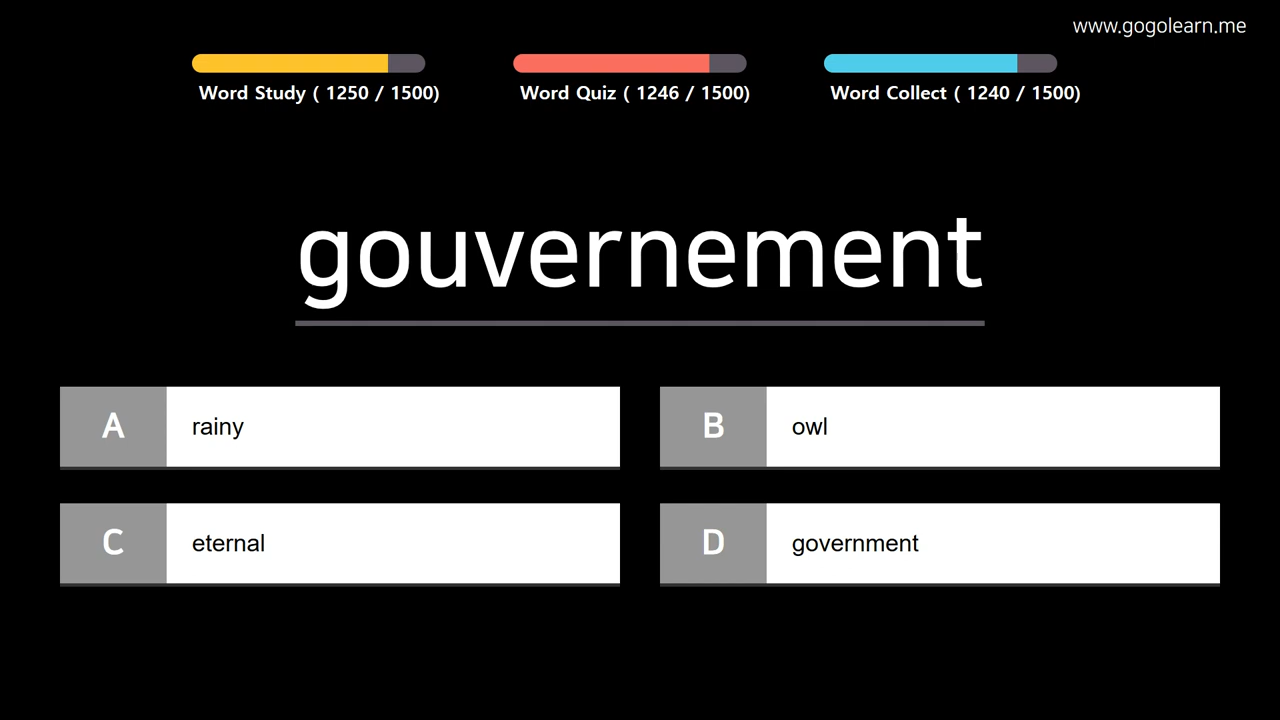 www.gogolearn.me
Word Study ( 1250 / 1500)
Word Quiz ( 1246 / 1500)
Word Collect ( 1240 / 1500)
gouvernement
A rainy
B owl
C eternal
D government